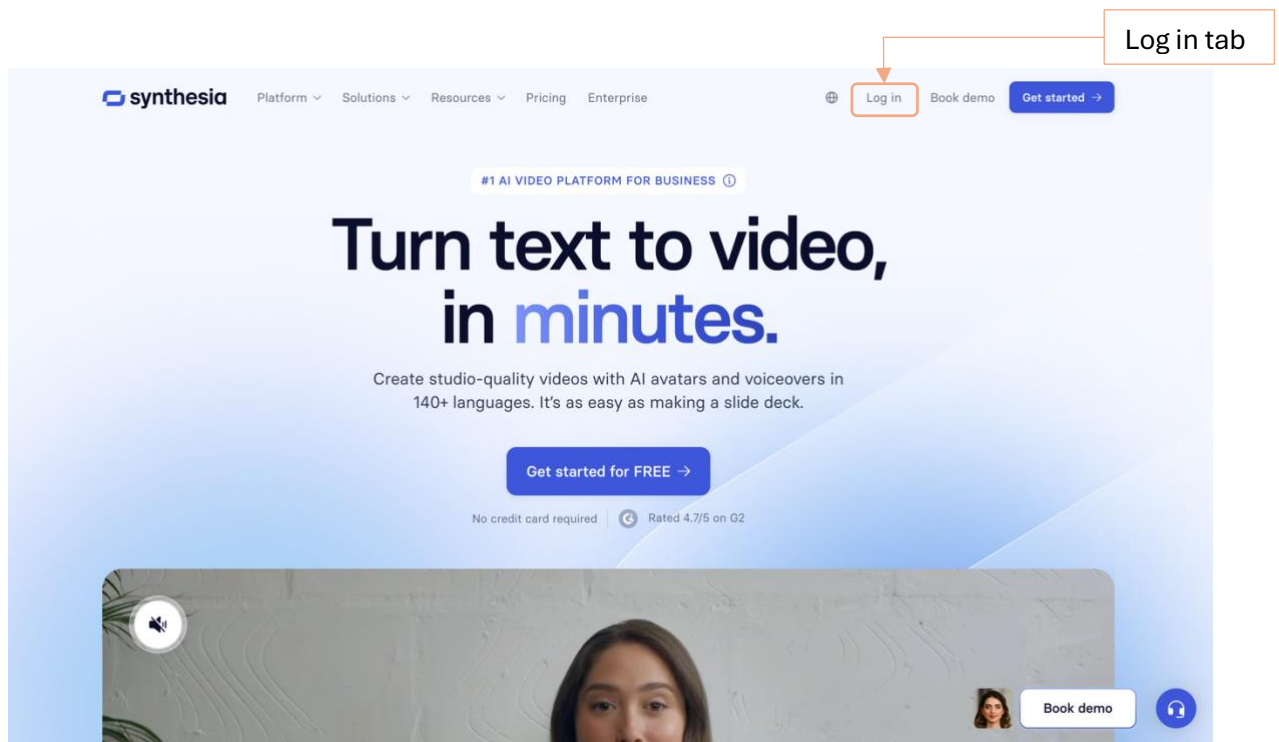 Log in tab
synthesia
Platform
Solutions
Resources
Pricing
Enterprise
Log in
Book demo
Get started →
#1 AI VIDEO PLATFORM FOR BUSINESS
Turn text to video,
in minutes.
Create studio-quality videos with AI avatars and voiceovers in
140+ languages. It's as easy as making a slide deck.
Get started for FREE →
No credit card required
Rated 4.7/5 on G2
Book demo